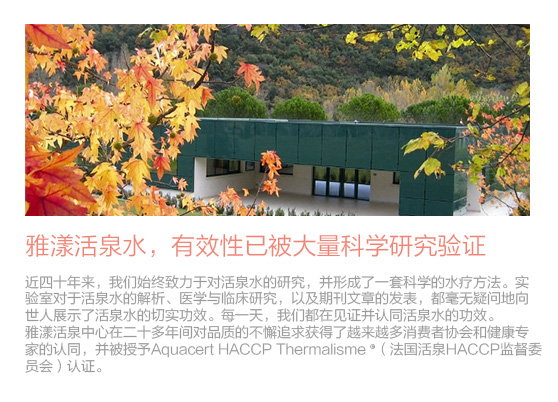 雅漾活泉水，有效性已被大量科学研究验证
近四十年来，我们始终致力于对活泉水的研究，并形成了一套科学的水疗方法。实
验室对于活泉水的解析、医学与临床研究，以及期刊文章的发表，都毫无疑问地向
世人展示了活泉水的切实功效。每一天，我们都在见证并认同活泉水的功效。
雅漾活泉中心在二十多年间对品质的不懈追求获得了越来越多消费者协会和健康专
家的认同，并被授予Aquacert HACCP Thermalisme ®（法国活泉HACCP监督委
员会）认证。